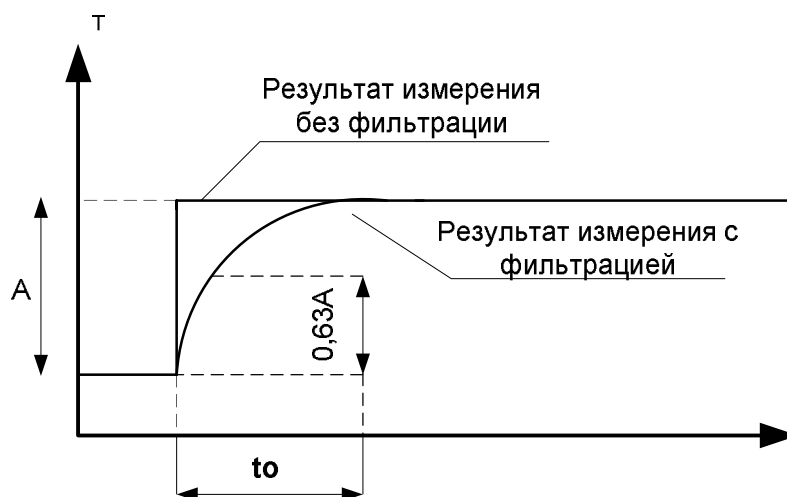 T
Результат измерения
без фильтрации
Результат измерения с
фильтрацией
A
0,63A
to